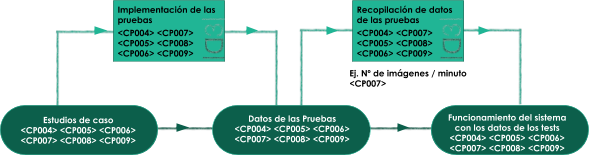 Implementación de las
pruebas
<CP004> <CP007>
<CP005> <CP008>
<CP006> <CP009>
Recopilación de datos
de las pruebas
<CP004> <CP007>
<CP005> <CP008>
<CP006> <CP009>
Ej. Nº de imágenes / minuto
<CP007>
Estudios de caso
<CP004> <CP005> <CP006>
<CP007> <CP008> <CP009>
Datos de las Pruebas
<CP004> <CP005> <CP006>
<CP007> <CP008> <CP009>
Funcionamiento del sistema
con los datos de los tests
<CP004> <CP005> <CP006>
<CP007> <CP008> <CP009>